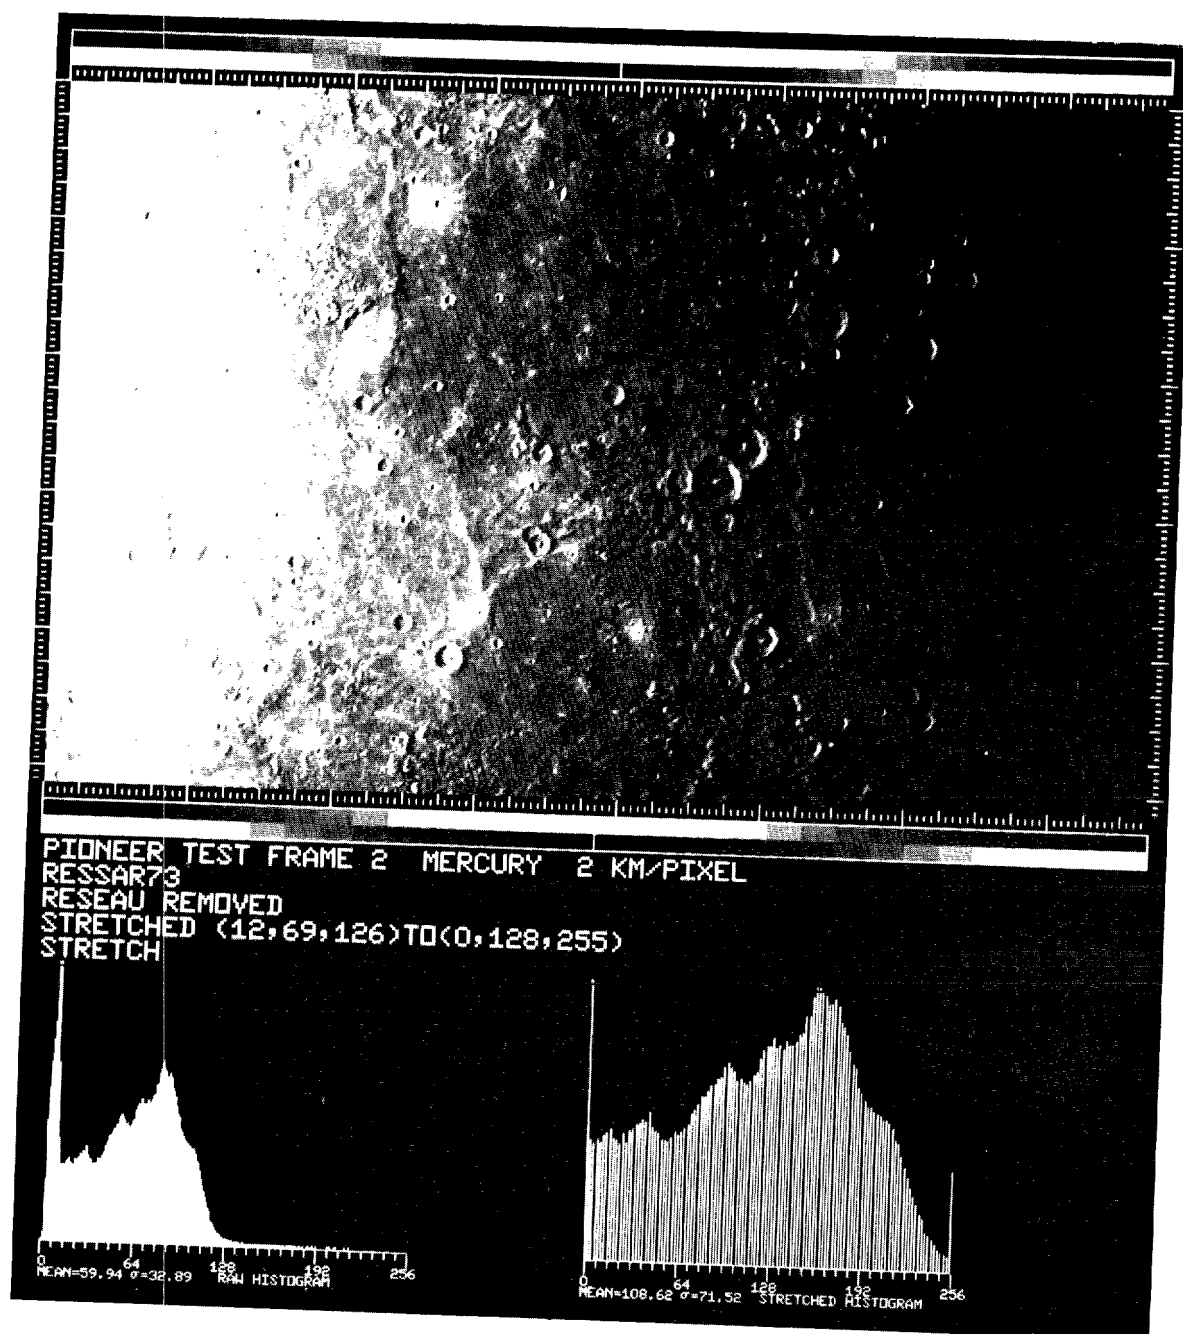 PIONEER TEST FRAME 2 MERCURY 2 KM/PIXEL
RESSAR73
RESEAU REMOVED
STRETCHED (12,69,126)TO(0,128,255)
STRETCH
0 64 128 192 256
MEAN=59.94 σ=32.89 RAW HISTOGRAM
0 64 128 192 256
MEAN=108.62 σ=71.52 STRETCHED HISTOGRAM